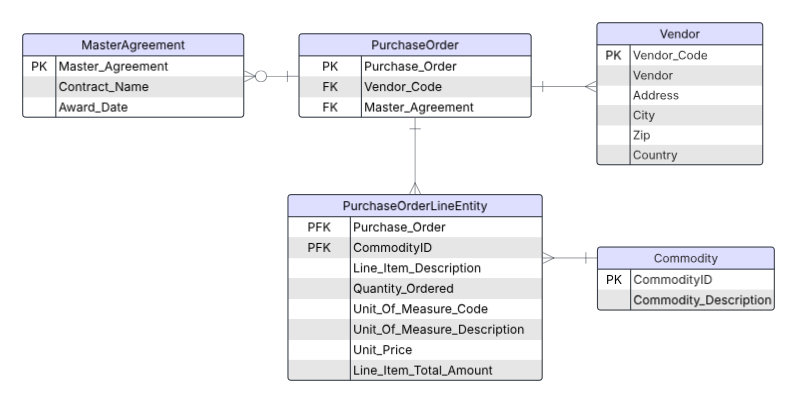 MasterAgreement
PK Master_Agreement
Contract_Name
Award_Date
PurchaseOrder
PK Purchase_Order
FK Vendor_Code
FK Master_Agreement
Vendor
PK Vendor_Code
Vendor
Address
City
Zip
Country
PurchaseOrderLineEntity
PFK Purchase_Order
PFK CommodityID
Line_Item_Description
Quantity_Ordered
Unit_Of_Measure_Code
Unit_Of_Measure_Description
Unit_Price
Line_Item_Total_Amount
Commodity
PK CommodityID
Commodity_Description